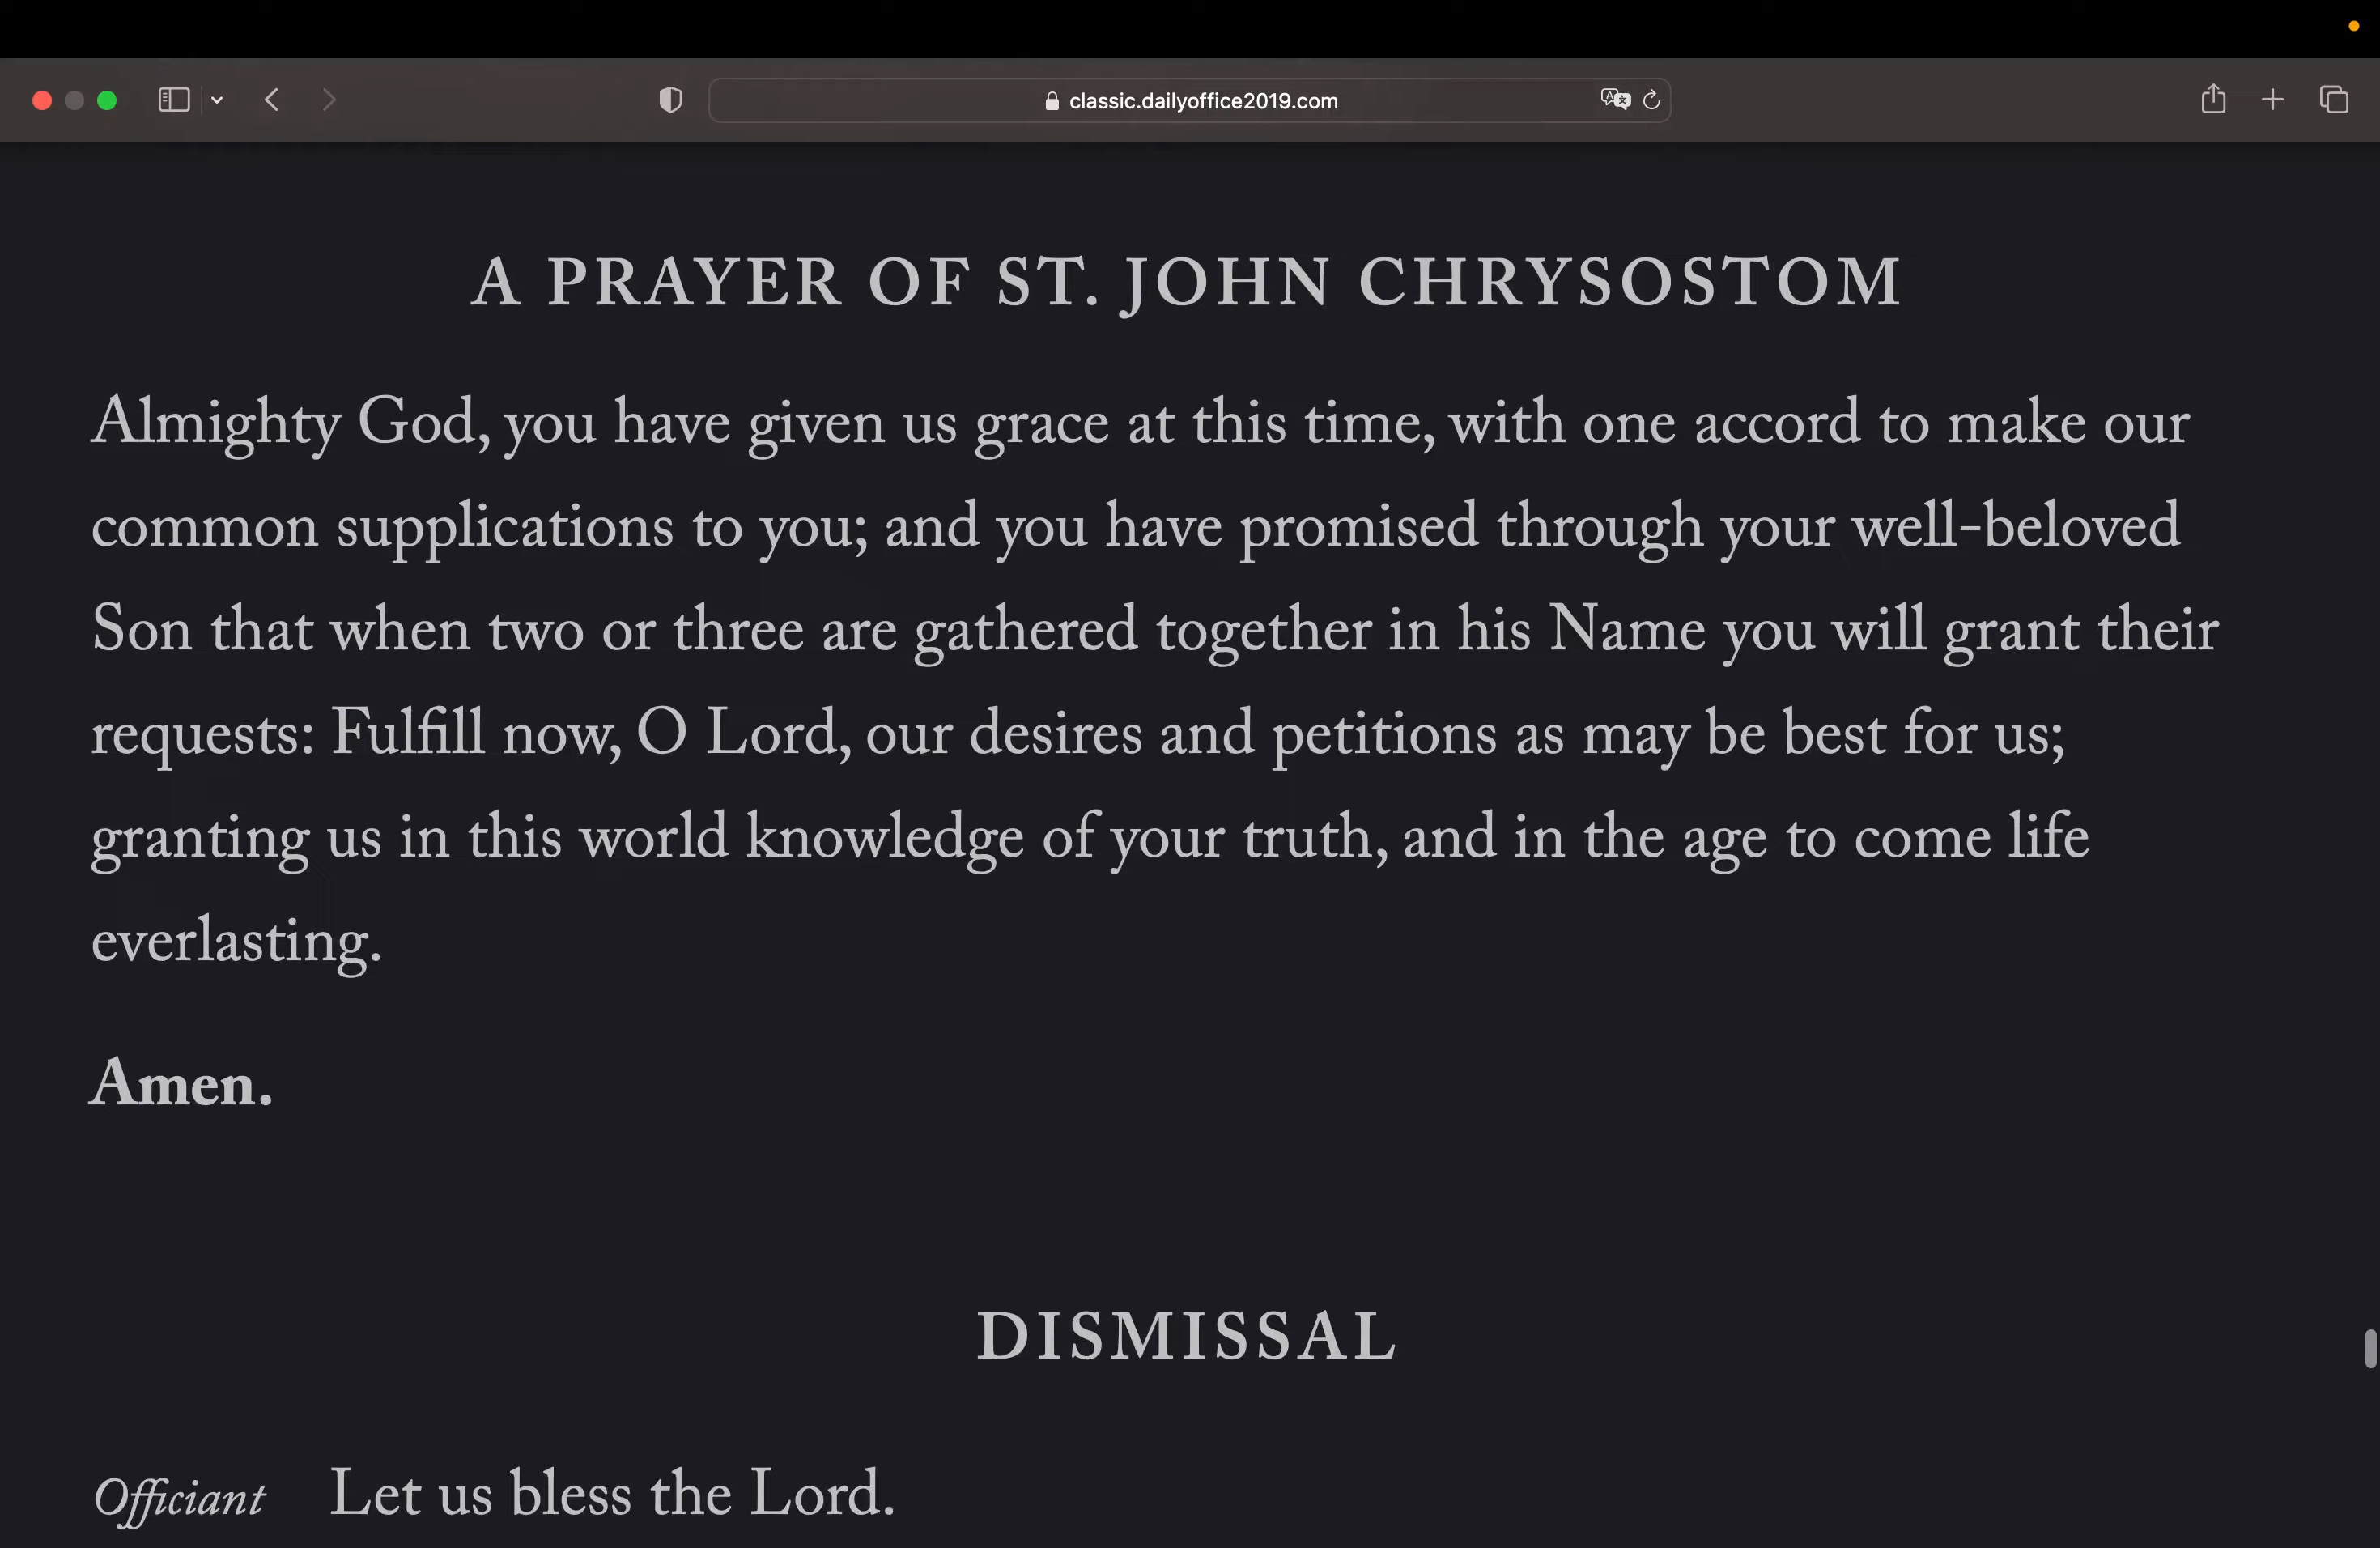 classic.dailyoffice2019.com
A PRAYER OF ST. JOHN CHRYSOSTOM
Almighty God, you have given us grace at this time, with one accord to make our
common supplications to you; and you have promised through your well-beloved
Son that when two or three are gathered together in his Name you will grant their
requests: Fulfill now, O Lord, our desires and petitions as may be best for us;
granting us in this world knowledge of your truth, and in the age to come life
everlasting.
Amen.
DISMISSAL
Officiant Let us bless the Lord.